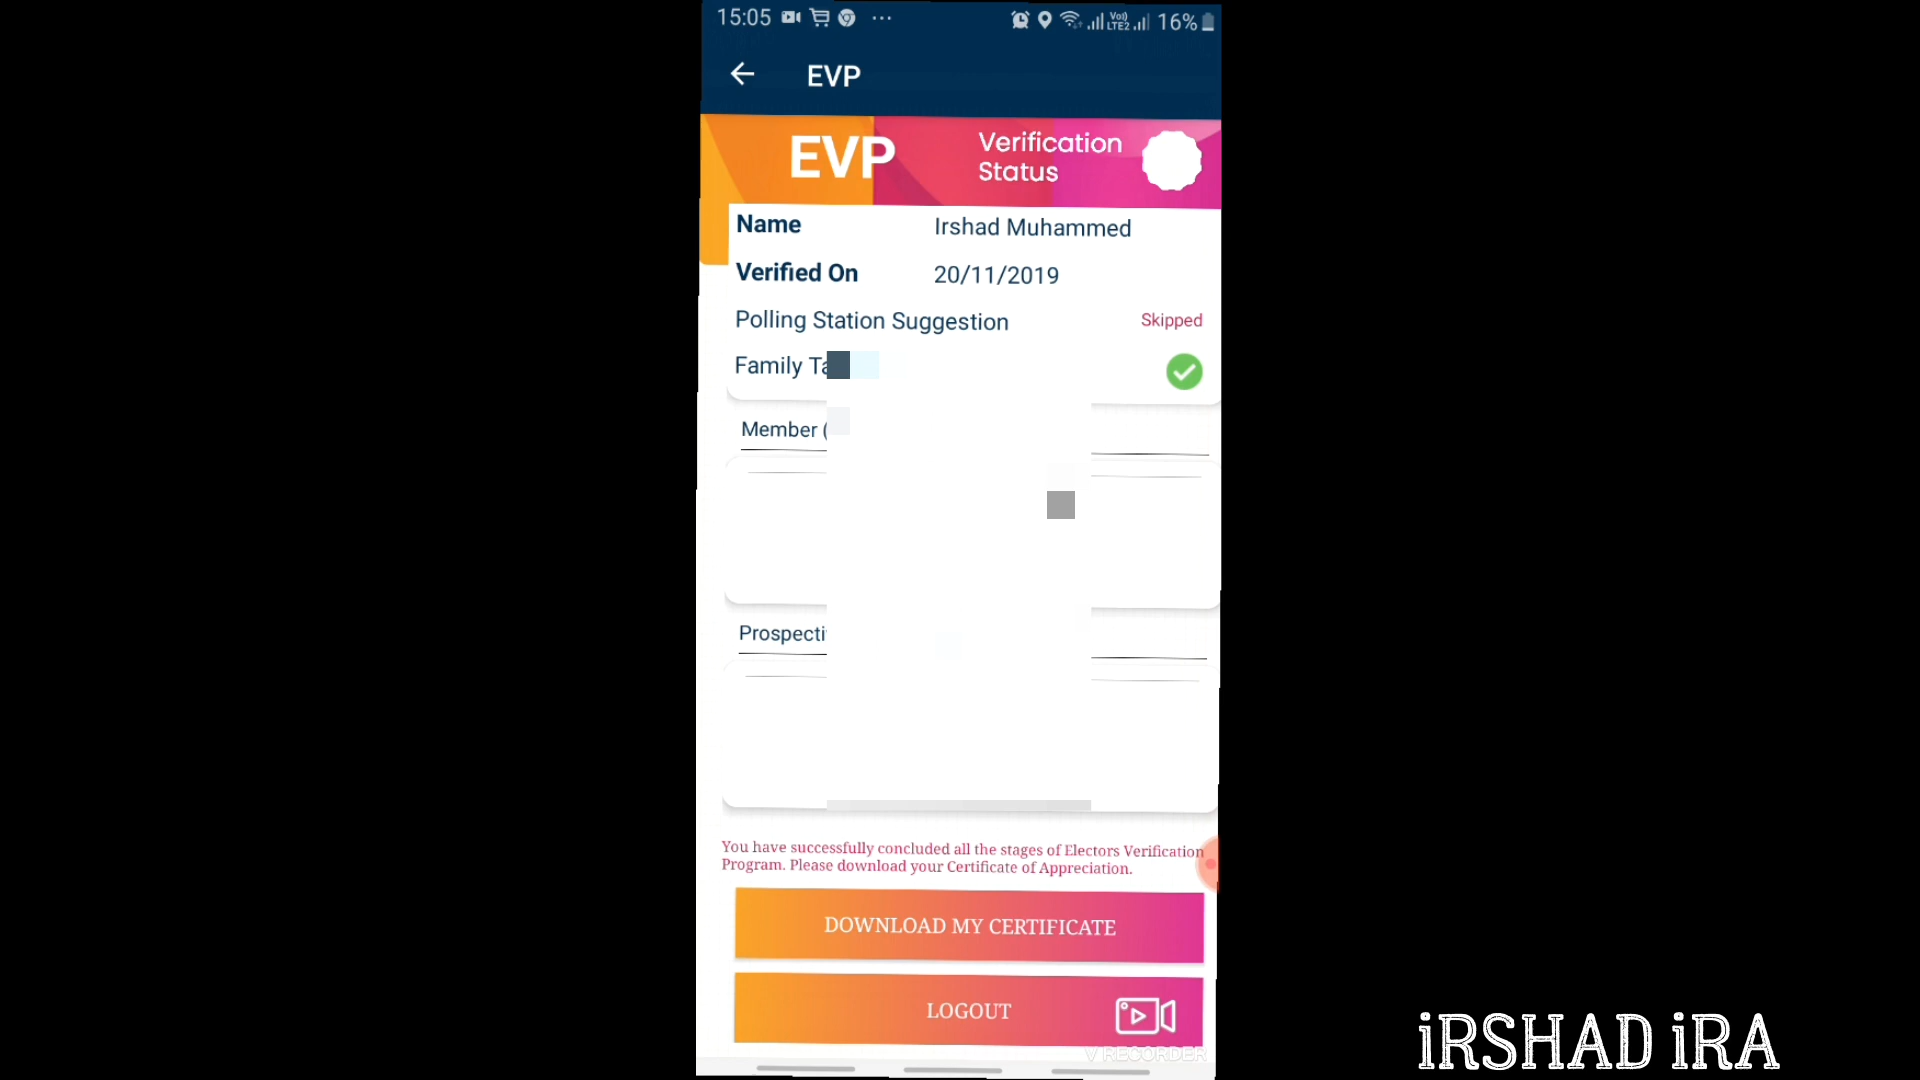 15:05 16%
EVP
EVP Verification
Status
Name Irshad Muhammed
Verified On 20/11/2019
Polling Station Suggestion Skipped
Family
Member (
You have successfully concluded all the stages of Electors Verification
Program. Please download your Certificate of Appreciation.
DOWNLOAD MY CERTIFICATE
LOGOUT
V RECORDER
iRSHAD iRA